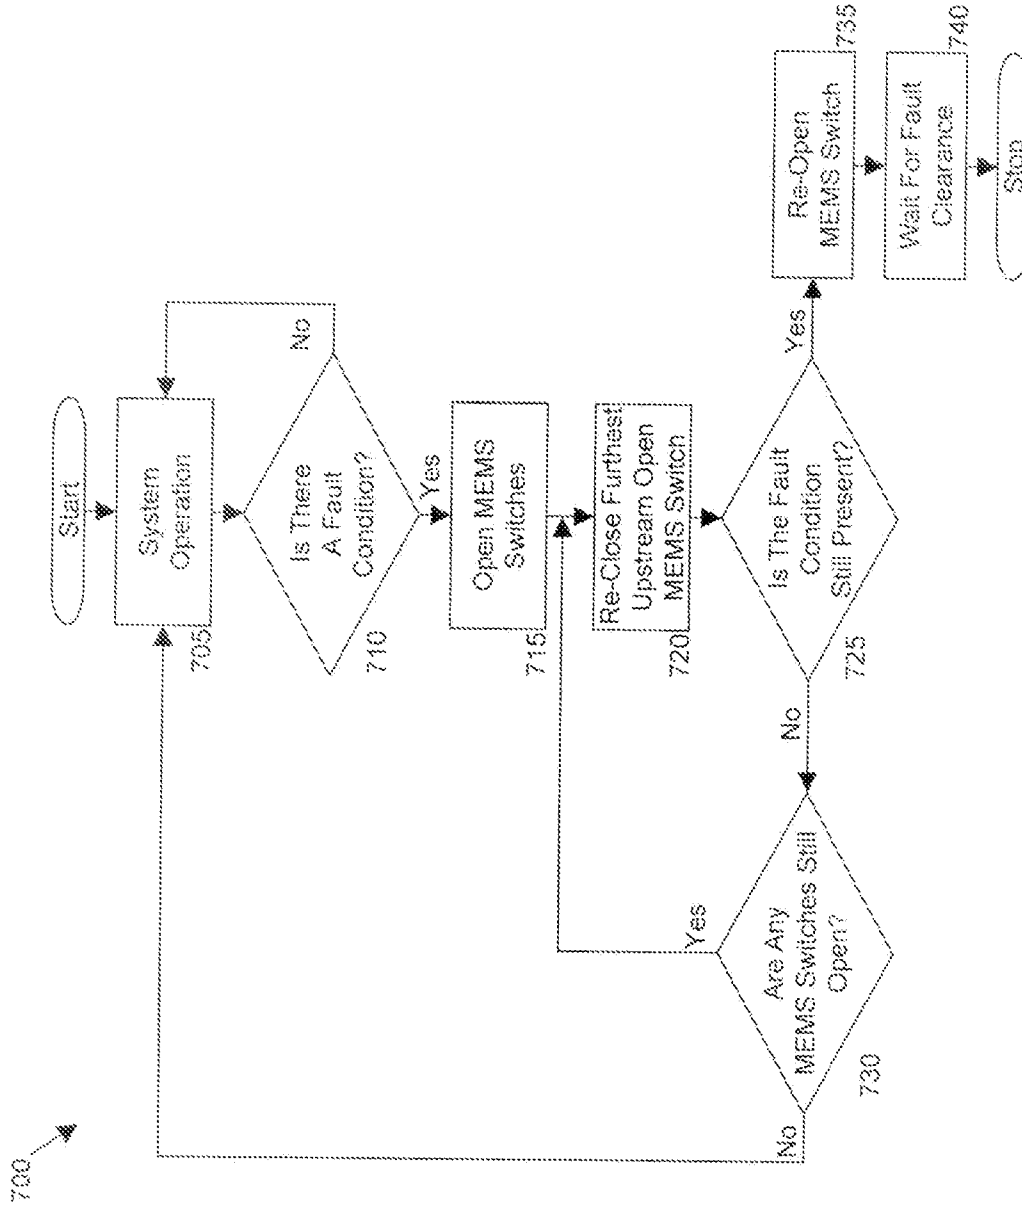 700
Start
System
Operation
705
Is There
A Fault
Condition?
710
No
Yes
Open MEMS
Switches
715
Re-Close Furthest
Upstream Open
MEMS Switch
720
Is The Fault
Condition
Still Present?
725
No
Yes
Are Any
MEMS Switches Still
Open?
730
Yes
No
Re-Open
MEMS Switch
735
Wait For Fault
Clearance
740
Stop